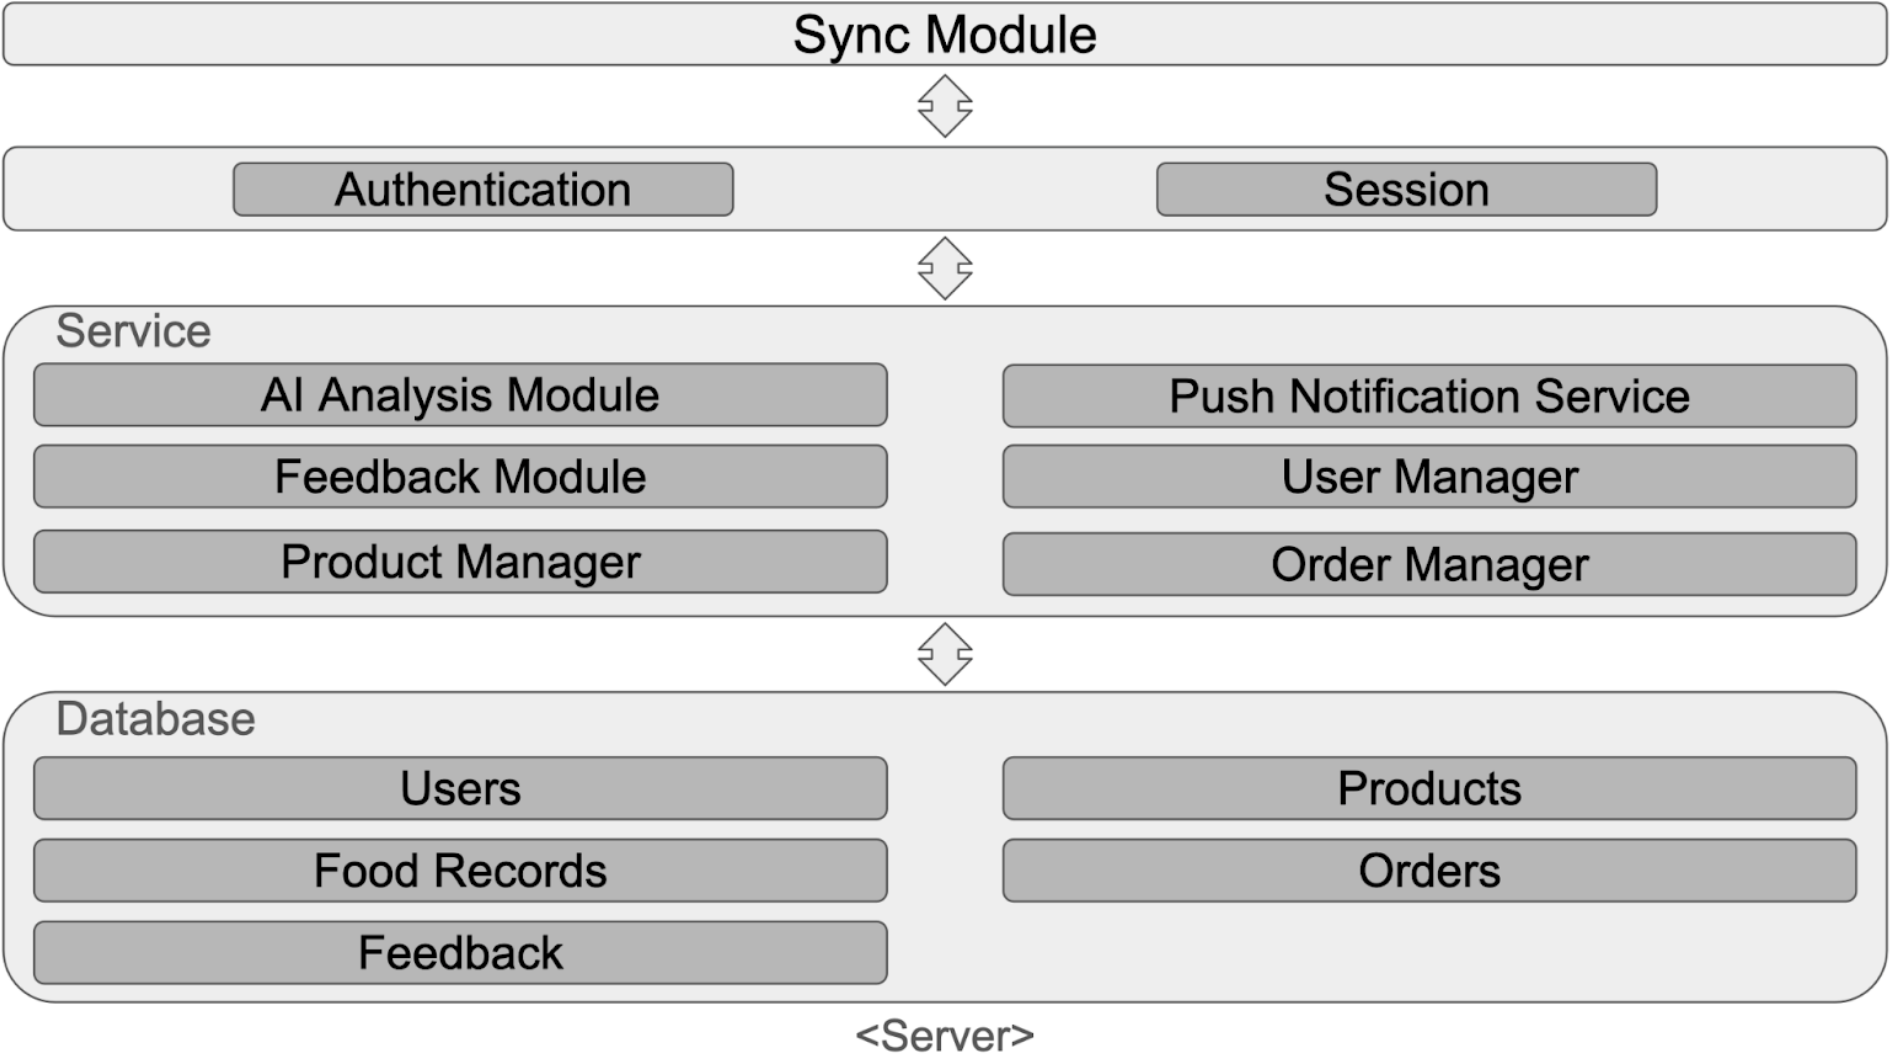 Sync Module
Authentication
Session
Service
AI Analysis Module
Push Notification Service
Feedback Module
User Manager
Product Manager
Order Manager
Database
Users
Products
Food Records
Orders
Feedback
<Server>